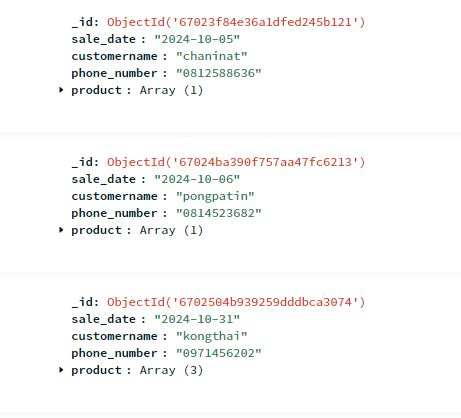 _id: ObjectId('67023f84e36a1dfed245b121')
sale_date : "2024-10-05"
customername : "chaninat"
phone_number : "0812588636"
product : Array (1)
_id: ObjectId('67024ba390f757aa47fc6213')
sale_date : "2024-10-06"
customername : "pongpatin"
phone_number : "0814523682"
product : Array (1)
_id: ObjectId('6702504b939259dddbca3074')
sale_date : "2024-10-31"
customername : "kongthai"
phone_number : "0971456202"
product : Array (3)